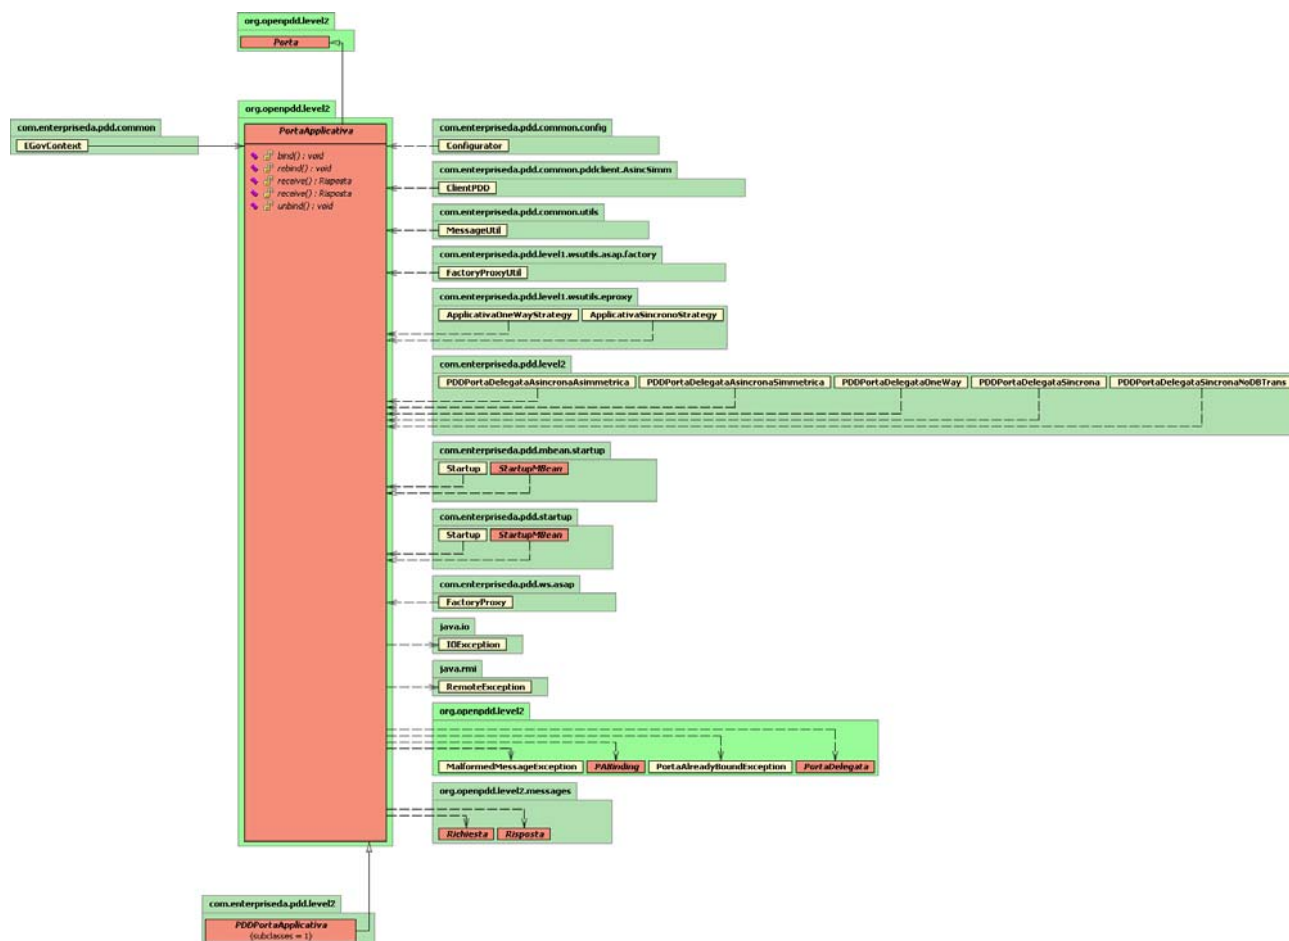 org.openpdd.level2
Porta
org.openpdd.level2
PortaApplicativa
bind() : void
rebind() : void
receive() : Risposta
receive() : Risposta
unbind() : void
com.enterpriseda.pdd.common
EGovContext
com.enterpriseda.pdd.common.config
Configurator
com.enterpriseda.pdd.common.pddclient.AsincSimm
ClientPDD
com.enterpriseda.pdd.common.utils
MessageUtil
com.enterpriseda.pdd.level1.wsutils.asap.factory
FactoryProxyUtil
com.enterpriseda.pdd.level1.wsutils.eproxy
ApplicativaOneWayStrategy ApplicativaSincronoStrategy
com.enterpriseda.pdd.level2
PDDPortaDelegataAsincronaAsimmetrica PDDPortaDelegataAsincronaSimmetrica PDDPortaDelegataOneWay PDDPortaDelegataSincrona PDDPortaDelegataSincronaNoDBTrans
com.enterpriseda.pdd.mbean.startup
Startup StartupMBean
com.enterpriseda.pdd.startup
Startup StartupMBean
com.enterpriseda.pdd.ws.asap
FactoryProxy
java.io
IOException
java.rmi
RemoteException
org.openpdd.level2
MalformedMessageException PABinding PortaAlreadyBoundException PortaDelegata
org.openpdd.level2.messages
Richiesta Risposta
com.enterpriseda.pdd.level2
PDDPortaApplicativa
(subclasses = 1)